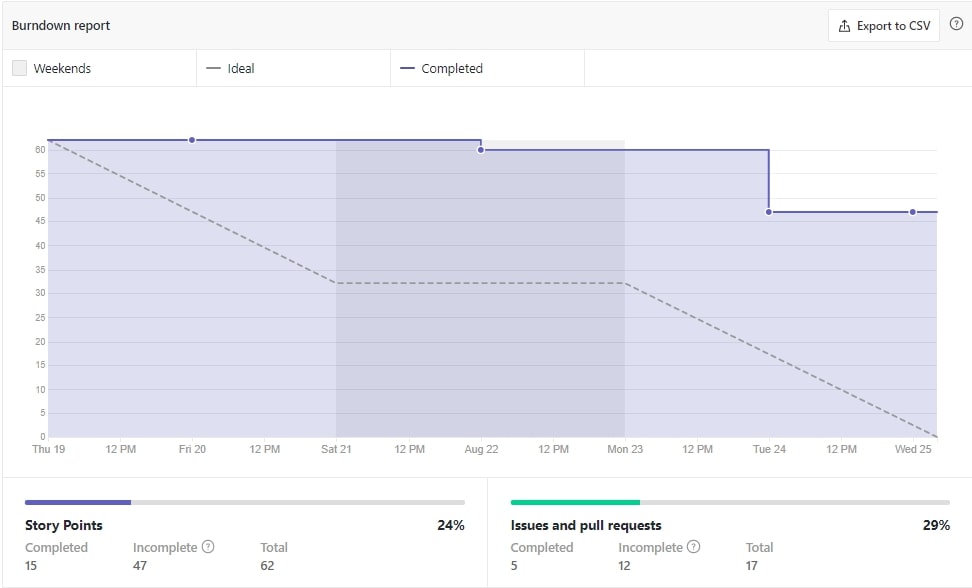 Burndown report
Export to CSV
?
Weekends
Ideal
Completed
60
55
50
45
40
35
30
25
20
15
10
5
0
Thu 19 12 PM Fri 20 12 PM Sat 21 12 PM Aug 22 12 PM Mon 23 12 PM Tue 24 12 PM Wed 25
Story Points 24%
Completed Incomplete ? Total
15 47 62
Issues and pull requests 29%
Completed Incomplete ? Total
5 12 17